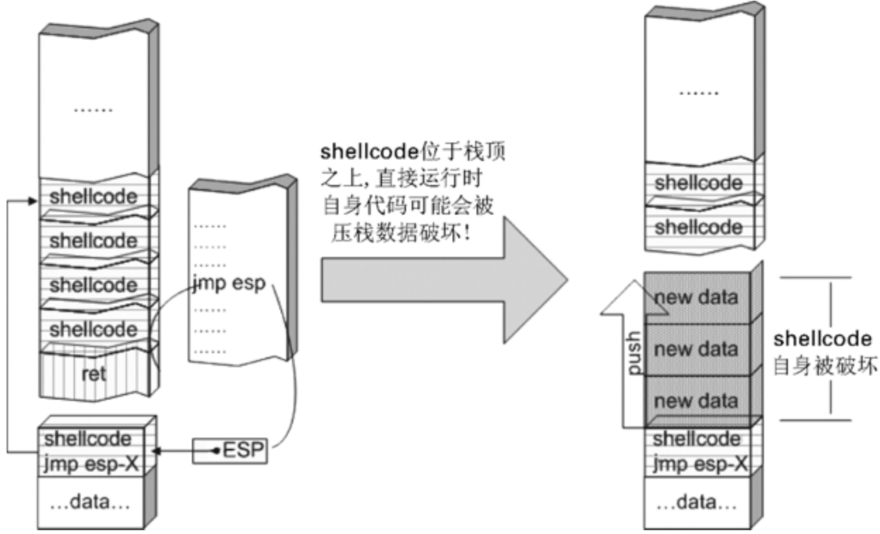 ……
shellcode
shellcode
shellcode
shellcode
ret
shellcode
jmp esp-X
…data…
……
……
……
jmp esp
……
……
……
ESP
shellcode位于栈顶
之上,直接运行时
自身代码可能会被
压栈数据破坏!
……
shellcode
shellcode
new data
new data
new data
push
shellcode
jmp esp-X
…data…
shellcode
自身被破坏